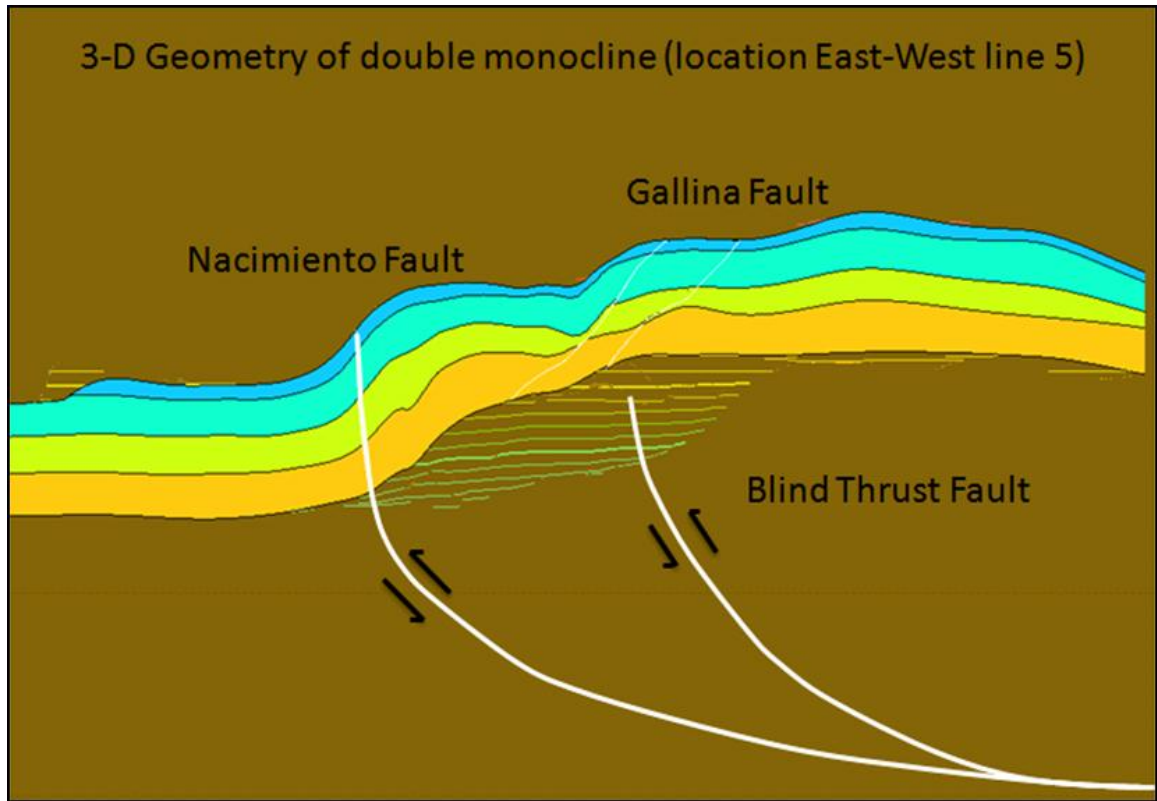 3-D Geometry of double monocline (location East-West line 5)
Gallina Fault
Nacimiento Fault
Blind Thrust Fault